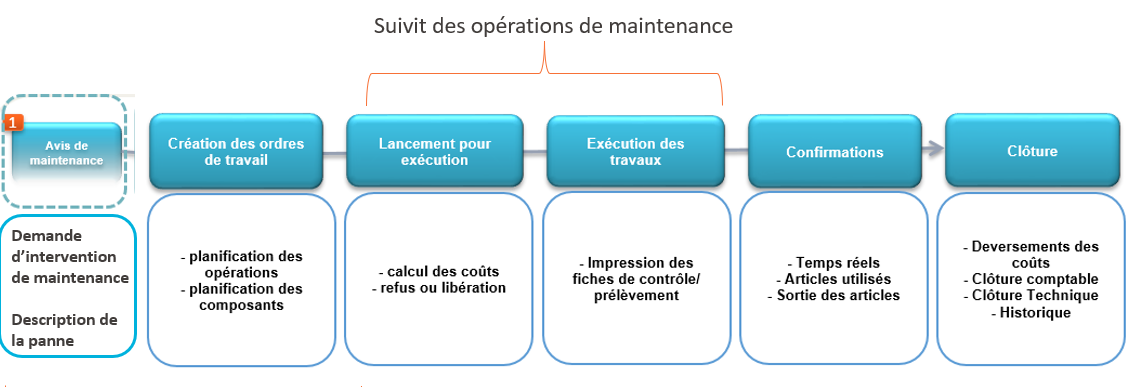 Suivit des opérations de maintenance
1
Avis de
maintenance
Création des ordres
de travail
Lancement pour
exécution
Exécution des
travaux
Confirmations
Clôture
Demande
d'intervention
de maintenance
Description de
la panne
- planification des
opérations
- planification des
composants
- calcul des coûts
- refus ou libération
- Impression des
fiches de contrôle/
prélèvement
- Temps réels
- Articles utilisés
- Sortie des articles
- Deversements des
coûts
- Clôture comptable
- Clôture Technique
- Historique